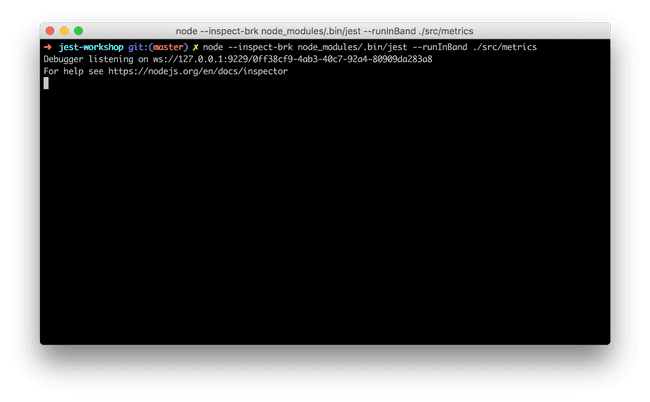 node --inspect-brk node_modules/.bin/jest --runInBand ./src/metrics
➜ jest-workshop git:(master) ✗ node --inspect-brk node_modules/.bin/jest --runInBand ./src/metrics
Debugger listening on ws://127.0.0.1:9229/0ff38cf9-4ab3-40c7-92a4-80909da283a8
For help see https://nodejs.org/en/docs/inspector